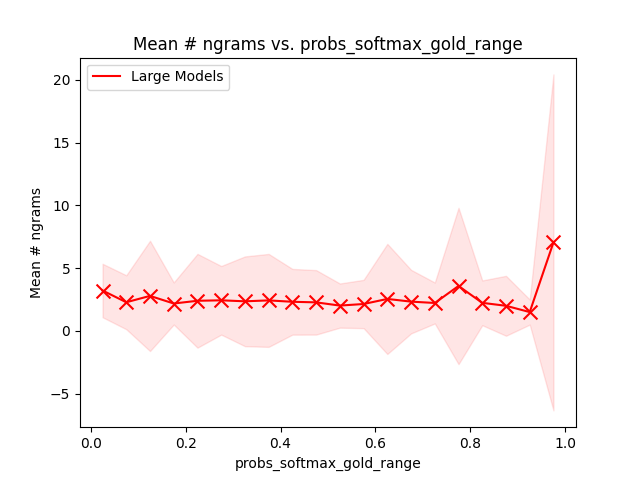 Mean # ngrams vs. probs_softmax_gold_range
Large Models
Mean # ngrams
20
15
10
5
0
−5
0.0 0.2 0.4 0.6 0.8 1.0
probs_softmax_gold_range